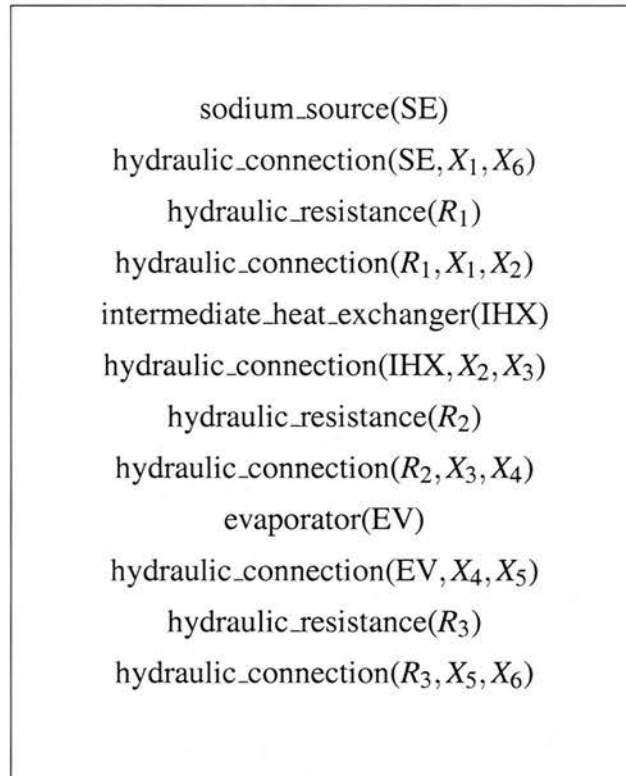 sodium_source(SE)
hydraulic_connection(SE, X₁, X₆)
hydraulic_resistance(R₁)
hydraulic_connection(R₁, X₁, X₂)
intermediate_heat_exchanger(IHX)
hydraulic_connection(IHX, X₂, X₃)
hydraulic_resistance(R₂)
hydraulic_connection(R₂, X₃, X₄)
evaporator(EV)
hydraulic_connection(EV, X₄, X₅)
hydraulic_resistance(R₃)
hydraulic_connection(R₃, X₅, X₆)